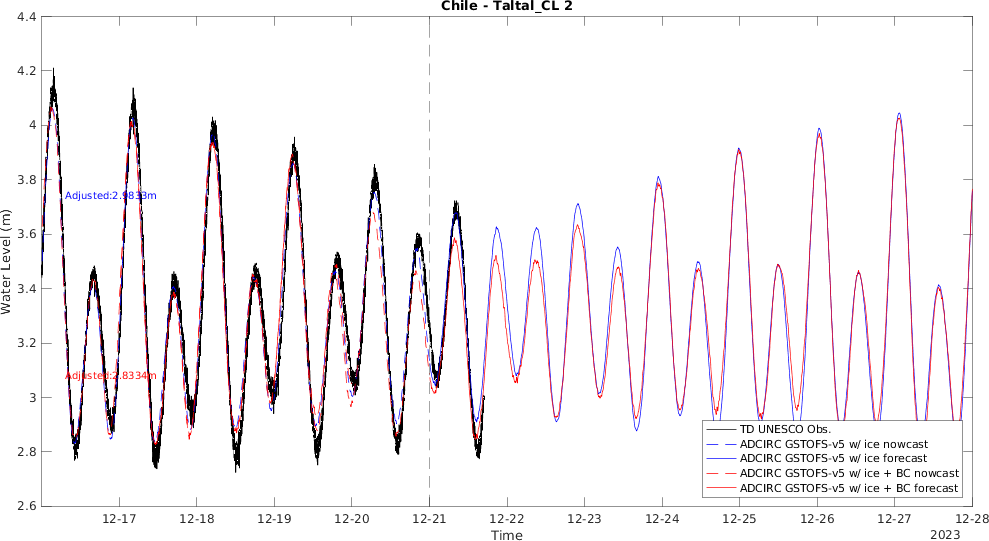 Chile - Taltal_CL 2
4.4
4.2
4
3.8
3.6
3.4
3.2
3
2.8
2.6
Water Level (m)
Adjusted:2.9833m
Adjusted:2.8334m
TD UNESCO Obs.
ADCIRC GSTOFS-v5 w/ ice nowcast
ADCIRC GSTOFS-v5 w/ ice forecast
ADCIRC GSTOFS-v5 w/ ice + BC nowcast
ADCIRC GSTOFS-v5 w/ ice + BC forecast
12-17 12-18 12-19 12-20 12-21 12-22 12-23 12-24 12-25 12-26 12-27 12-28
Time
2023